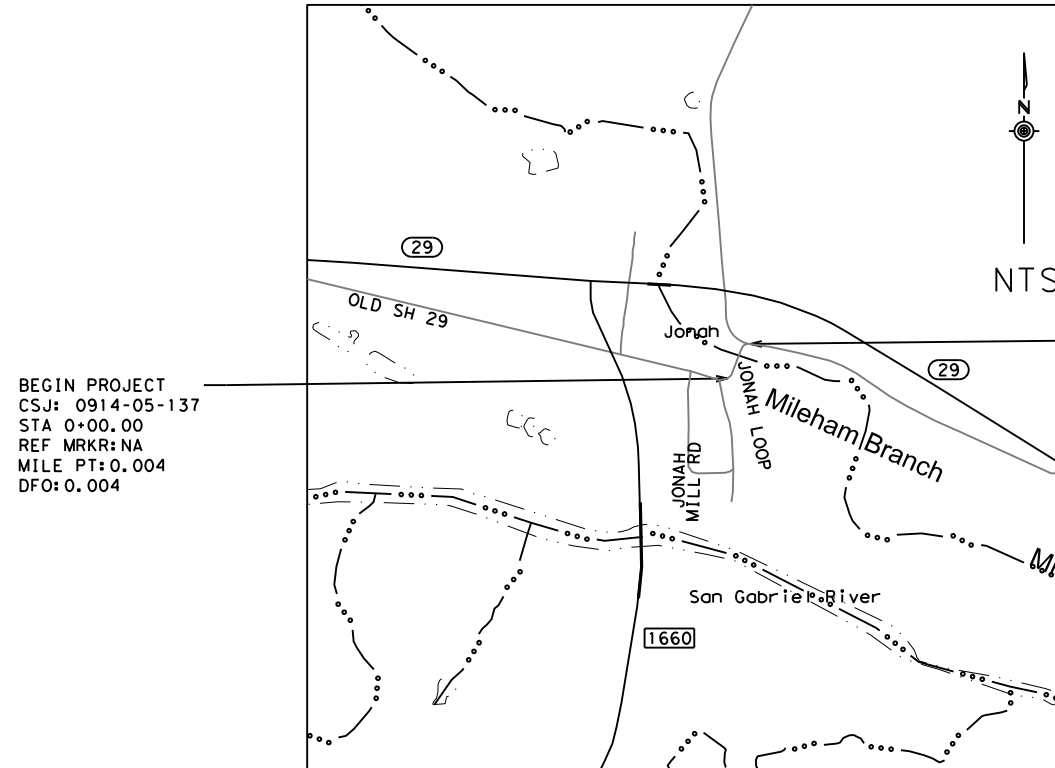 N
NTS
29
OLD SH 29
Jonah
29
BEGIN PROJECT
CSJ: 0914-05-137
STA 0+00.00
REF MRKR:NA
MILE PT:0.004
DFO:0.004
JONAH LOOP
Mileham Branch
JONAH
MILL RD
San Gabriel River
1660